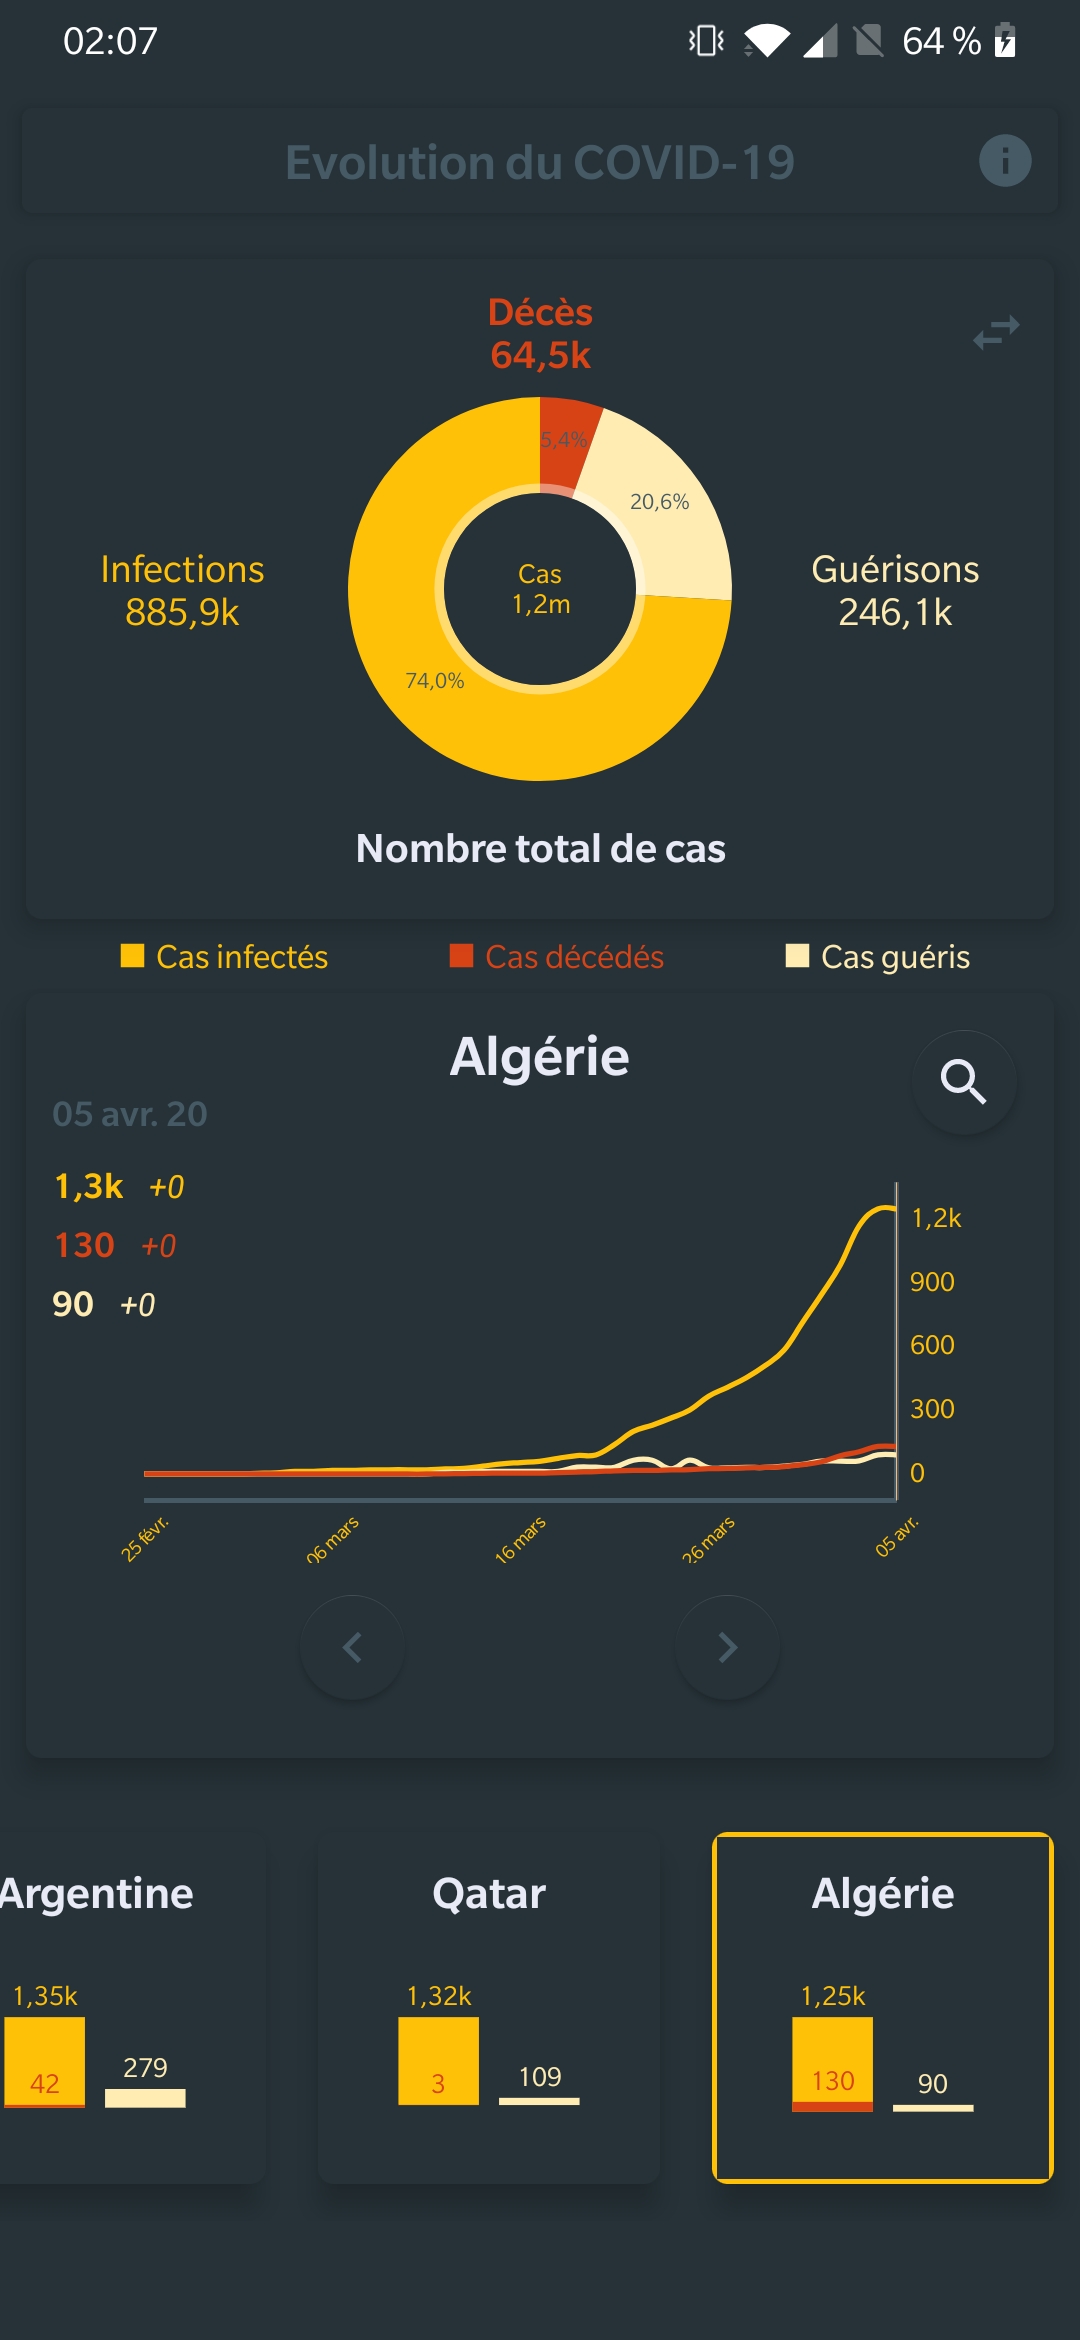 02:07
64 %
Evolution du COVID-19
Décès
64,5k
5,4%
20,6%
Infections
885,9k
Cas
1,2m
Guérisons
246,1k
74,0%
Nombre total de cas
Cas infectés
Cas décédés
Cas guéris
Algérie
05 avr. 20
1,3k +0
130 +0
90 +0
1,2k
900
600
300
0
25 févr.
06 mars
16 mars
26 mars
05 avr.
Argentine
Qatar
Algérie
1,35k
42
279
1,32k
3
109
1,25k
130
90